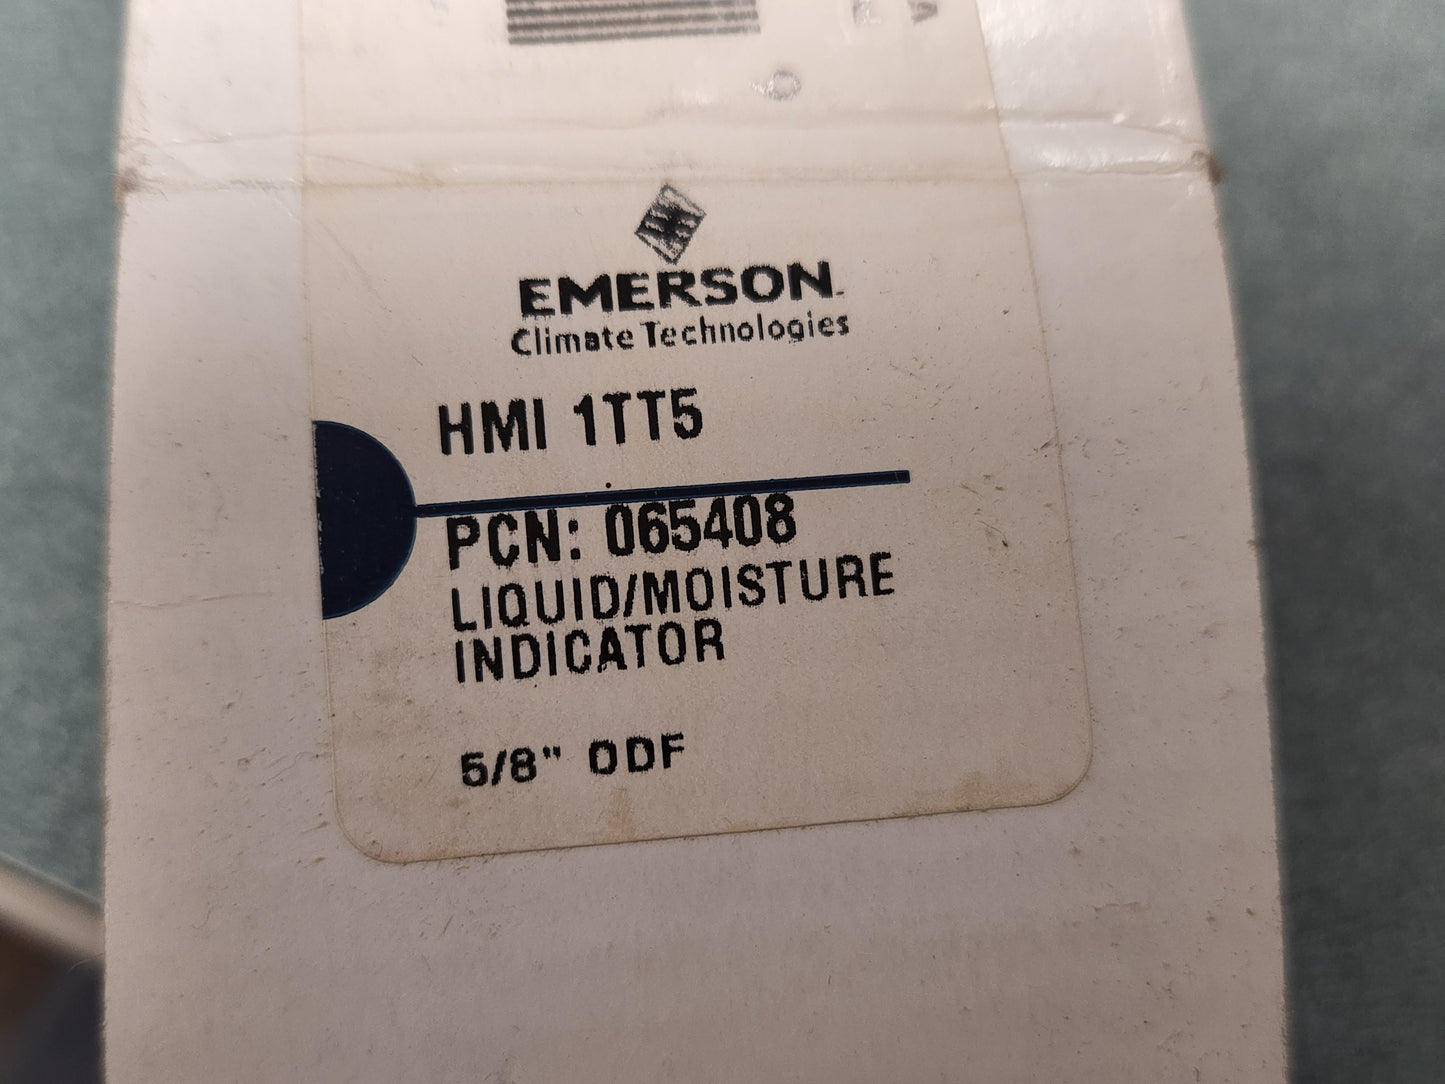 EMERSON
Climate Technologies
HMI 1TT5
PCN: 065408
LIQUID/MOISTURE
INDICATOR
5/8" ODF